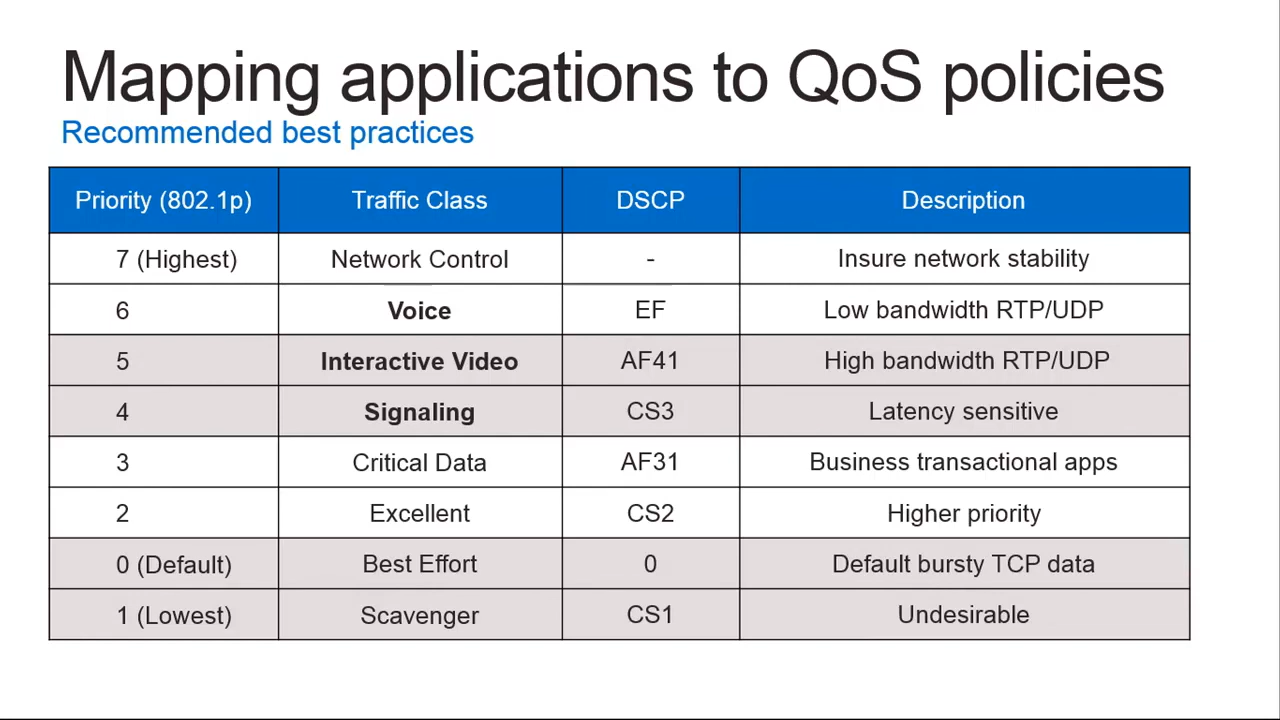 Mapping applications to QoS policies
Recommended best practices
Priority (802.1p) Traffic Class DSCP Description
7 (Highest) Network Control - Insure network stability
6 Voice EF Low bandwidth RTP/UDP
5 Interactive Video AF41 High bandwidth RTP/UDP
4 Signaling CS3 Latency sensitive
3 Critical Data AF31 Business transactional apps
2 Excellent CS2 Higher priority
0 (Default) Best Effort 0 Default bursty TCP data
1 (Lowest) Scavenger CS1 Undesirable